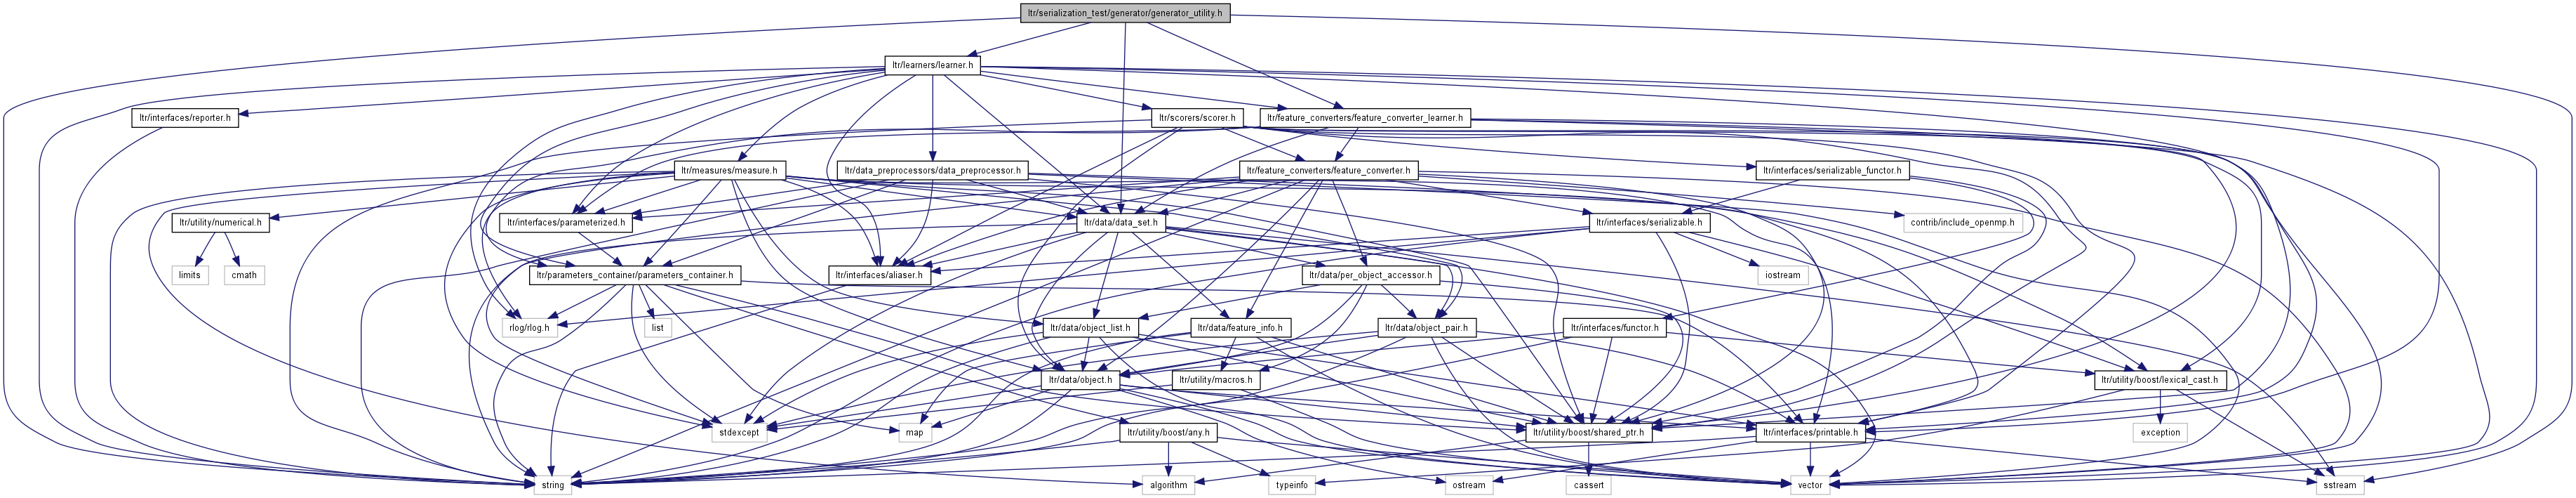 ltr/serialization_test/generator/generator_utility.h
ltr/learners/learner.h
ltr/interfaces/reporter.h
ltr/scorers/scorer.h
ltr/feature_converters/feature_converter_learner.h
ltr/measures/measure.h
ltr/data_preprocessors/data_preprocessor.h
ltr/feature_converters/feature_converter.h
ltr/interfaces/serializable_functor.h
ltr/utility/numerical.h
ltr/interfaces/parameterized.h
ltr/data/data_set.h
ltr/interfaces/serializable.h
contrib/include_openmp.h
limits
cmath
ltr/parameters_container/parameters_container.h
ltr/interfaces/aliaser.h
ltr/data/per_object_accessor.h
iostream
rlog/rlog.h
list
ltr/data/object_list.h
ltr/data/feature_info.h
ltr/data/object_pair.h
ltr/interfaces/functor.h
ltr/data/object.h
ltr/utility/macros.h
ltr/utility/boost/lexical_cast.h
stdexcept
map
ltr/utility/boost/any.h
ltr/utility/boost/shared_ptr.h
ltr/interfaces/printable.h
exception
string
algorithm
typeinfo
ostream
cassert
vector
sstream